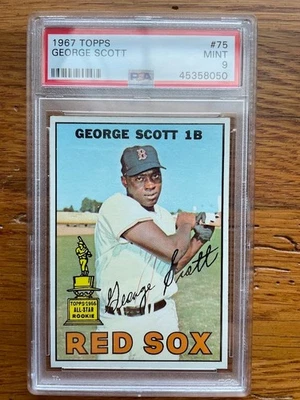 1967 TOPPS #75
GEORGE SCOTT MINT
9
PSA 45358050
GEORGE SCOTT 1B
B
George Scott
TOPPS 1966
ALL-STAR
ROOKIE
RED SOX